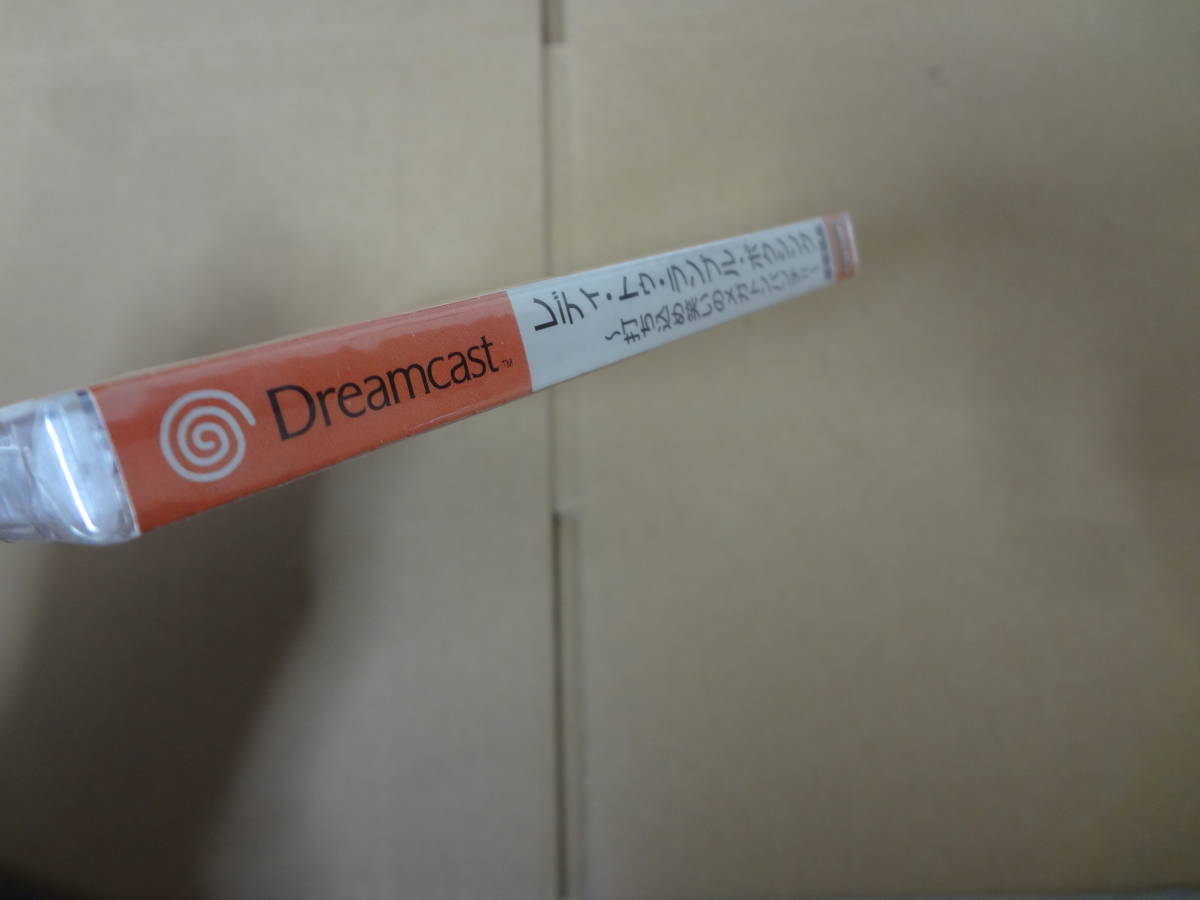 Dreamcast™
レディ・トゥ・ランブル・ボクシング
～打ち込め笑いのメガトンパンチ～